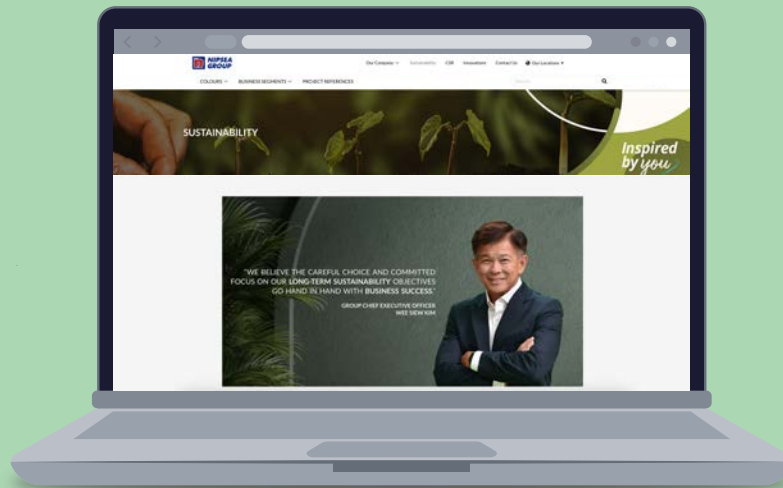 NIPSEA
GROUP
Our Company Sustainability CSR Innovations Contact Us Our Locations
COLOURS BUSINESS SEGMENTS PROJECT REFERENCES
Search
SUSTAINABILITY
Inspired
by you
"WE BELIEVE THE CAREFUL CHOICE AND COMMITTED
FOCUS ON OUR LONG-TERM SUSTAINABILITY OBJECTIVES
GO HAND IN HAND WITH BUSINESS SUCCESS."
GROUP CHIEF EXECUTIVE OFFICER
WEE SIEW KIM